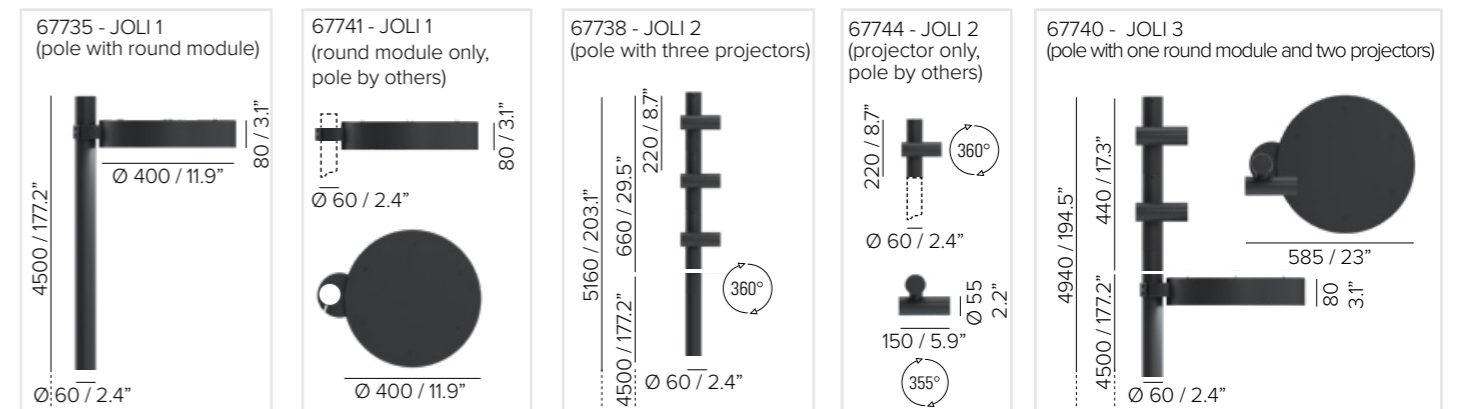 67735 - JOLI 1
(pole with round module)
4500 / 177.2”
80 / 3.1”
Ø 400 / 11.9”
Ø 60 / 2.4”
67741 - JOLI 1
(round module only,
pole by others)
80 / 3.1”
Ø 60 / 2.4”
Ø 400 / 11.9”
67738 - JOLI 2
(pole with three projectors)
5160 / 203.1”
660 / 29.5”
220 / 8.7”
4500 / 177.2”
360°
Ø 60 / 2.4”
67744 - JOLI 2
(projector only,
pole by others)
220 / 8.7”
360°
Ø 60 / 2.4”
Ø 55
2.2”
150 / 5.9”
355°
67740 - JOLI 3
(pole with one round module and two projectors)
4940 / 194.5”
440 / 17.3”
4500 / 177.2”
585 / 23”
80
3.1”
Ø 60 / 2.4”